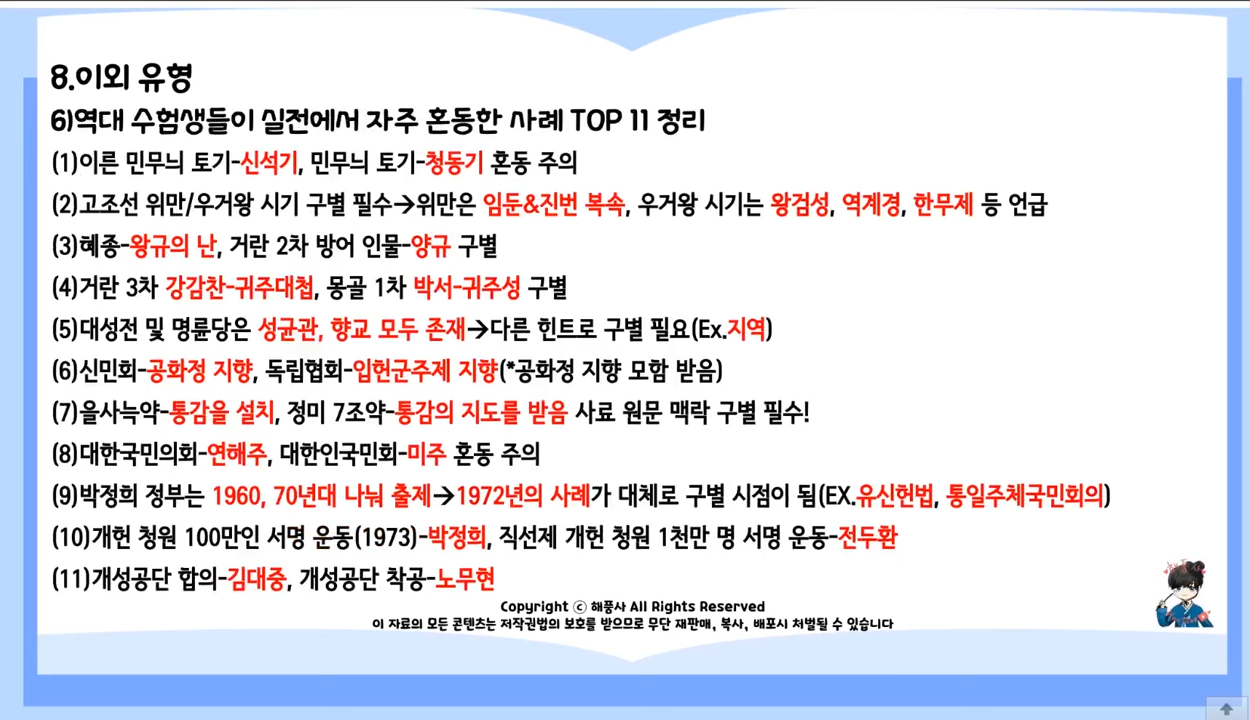 8.이외 유형
6)역대 수험생들이 실전에서 자주 혼동한 사례 TOP 11 정리
(1)이른 민무늬 토기-신석기, 민무늬 토기-청동기 혼동 주의
(2)고조선 위만/우거왕 시기 구별 필수→위만은 임둔&진번 복속, 우거왕 시기는 왕검성, 역계경, 한무제 등 언급
(3)혜종-왕규의 난, 거란 2차 방어 인물-양규 구별
(4)거란 3차 강감찬-귀주대첩, 몽골 1차 박서-귀주성 구별
(5)대성전 및 명륜당은 성균관, 향교 모두 존재→다른 힌트로 구별 필요(Ex.지역)
(6)신민회-공화정 지향, 독립협회-입헌군주제 지향(*공화정 지향 모함 받음)
(7)을사늑약-통감을 설치, 정미 7조약-통감의 지도를 받음 사료 원문 맥락 구별 필수!
(8)대한국민의회-연해주, 대한인국민회-미주 혼동 주의
(9)박정희 정부는 1960, 70년대 나눠 출제→1972년의 사례가 대체로 구별 시점이 됨(EX.유신헌법, 통일주체국민회의)
(10)개헌 청원 100만인 서명 운동(1973)-박정희, 직선제 개헌 청원 1천만 명 서명 운동-전두환
(11)개성공단 합의-김대중, 개성공단 착공-노무현
Copyright ⓒ 해풍사 All Rights Reserved
이 자료의 모든 콘텐츠는 저작권법의 보호를 받으므로 무단 재판매, 복사, 배포시 처벌될 수 있습니다